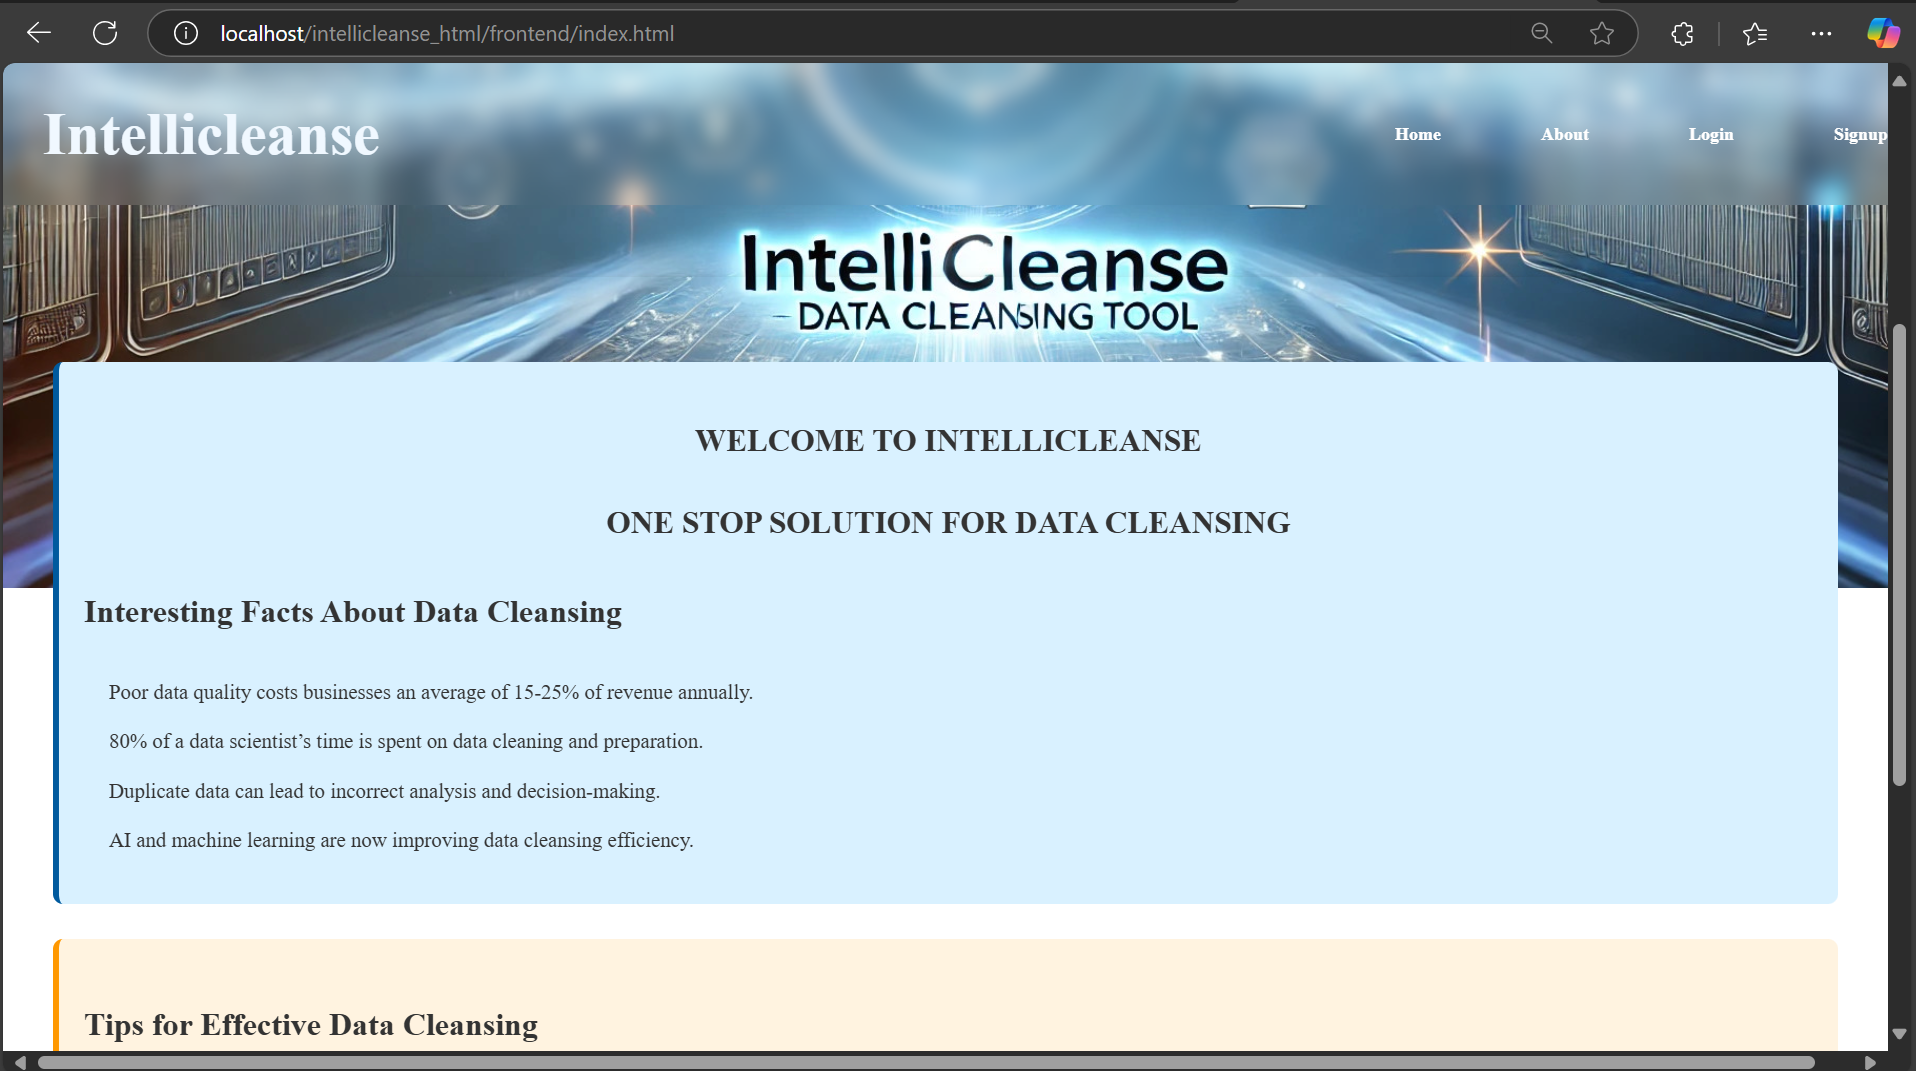 localhost/intellicleanse_html/frontend/index.html
Intellicleanse
Home About Login Signup
IntelliCleanse
DATA CLEANSING TOOL
WELCOME TO INTELLICLEANSE
ONE STOP SOLUTION FOR DATA CLEANSING
Interesting Facts About Data Cleansing
Poor data quality costs businesses an average of 15-25% of revenue annually.
80% of a data scientist’s time is spent on data cleaning and preparation.
Duplicate data can lead to incorrect analysis and decision-making.
AI and machine learning are now improving data cleansing efficiency.
Tips for Effective Data Cleansing